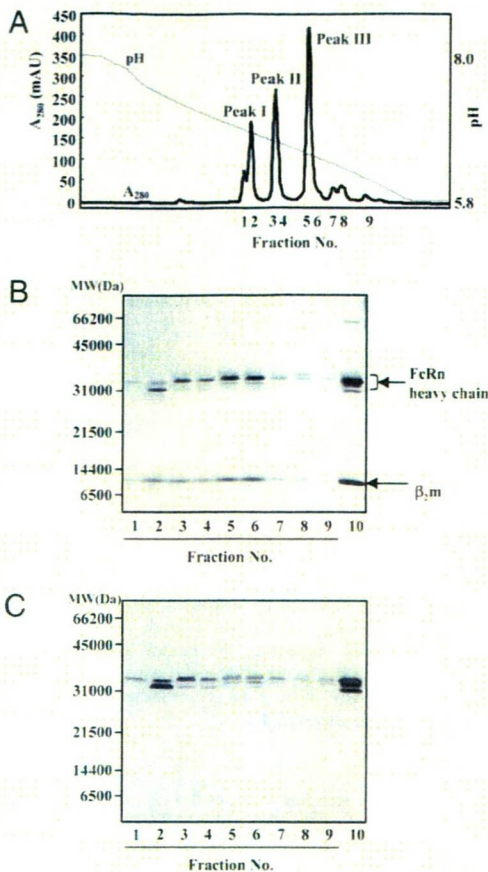 A
450
400
350
300
250
200
150
100
50
0
A280 (mAU)
pH
A280
Peak I
Peak II
Peak III
8.0
5.8
pH
1 2 3 4 5 6 7 8 9
Fraction No.
B
MW(Da)
66200
45000
31000
21500
14400
6500
FcRn
heavy chain
β2m
1 2 3 4 5 6 7 8 9 10
Fraction No.
C
MW(Da)
66200
45000
31000
21500
14400
6500
1 2 3 4 5 6 7 8 9 10
Fraction No.